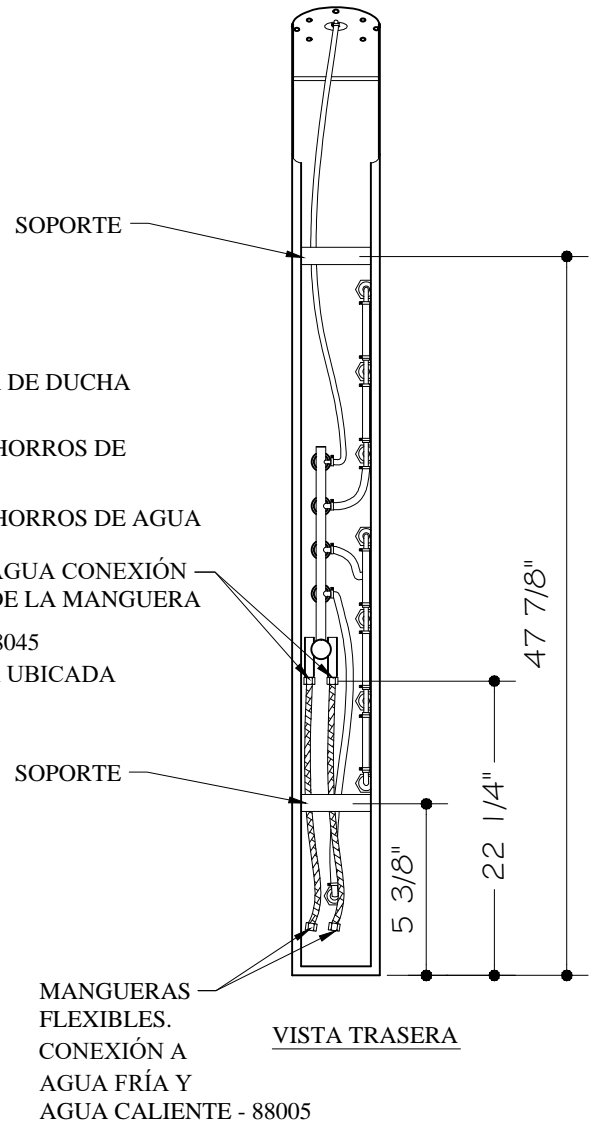 SOPORTE
DE DUCHA
HORROS DE
HORROS DE AGUA
AGUA CONEXIÓN
DE LA MANGUERA
8045
UBICADA
SOPORTE
47 7/8"
22 1/4"
5 3/8"
MANGUERAS
FLEXIBLES.
CONEXIÓN A
AGUA FRÍA Y
AGUA CALIENTE - 88005
VISTA TRASERA